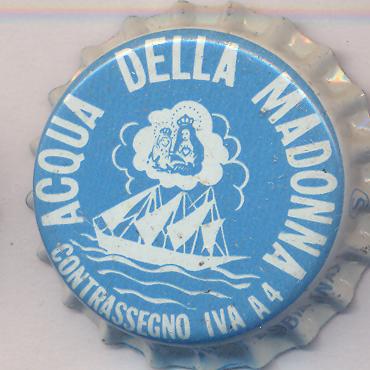 ACQUA DELLA MADONNA
CONTRASSEGNO IVA A4